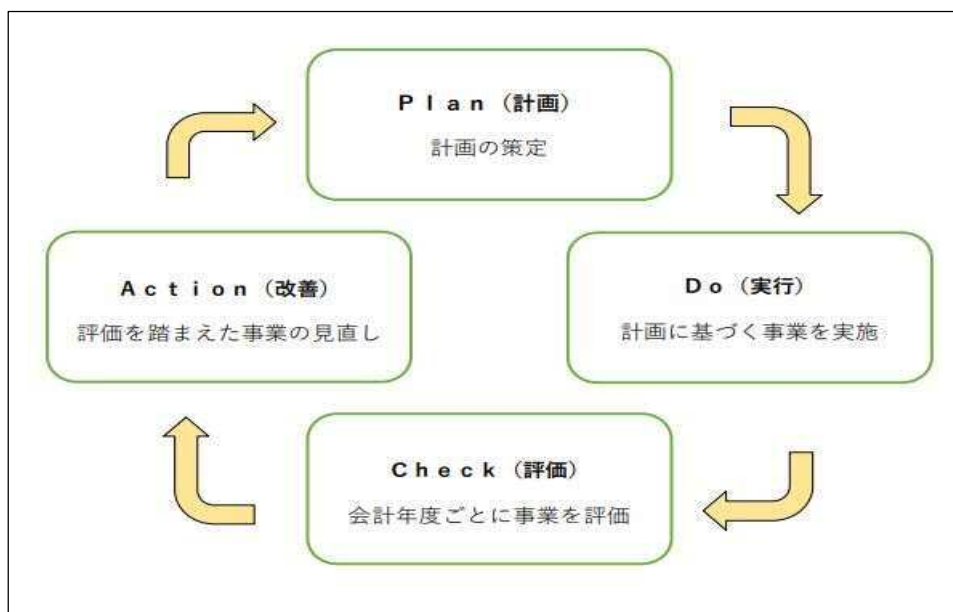 Plan（計画）
計画の策定
Action（改善）
評価を踏まえた事業の見直し
Do（実行）
計画に基づく事業を実施
Check（評価）
会計年度ごとに事業を評価